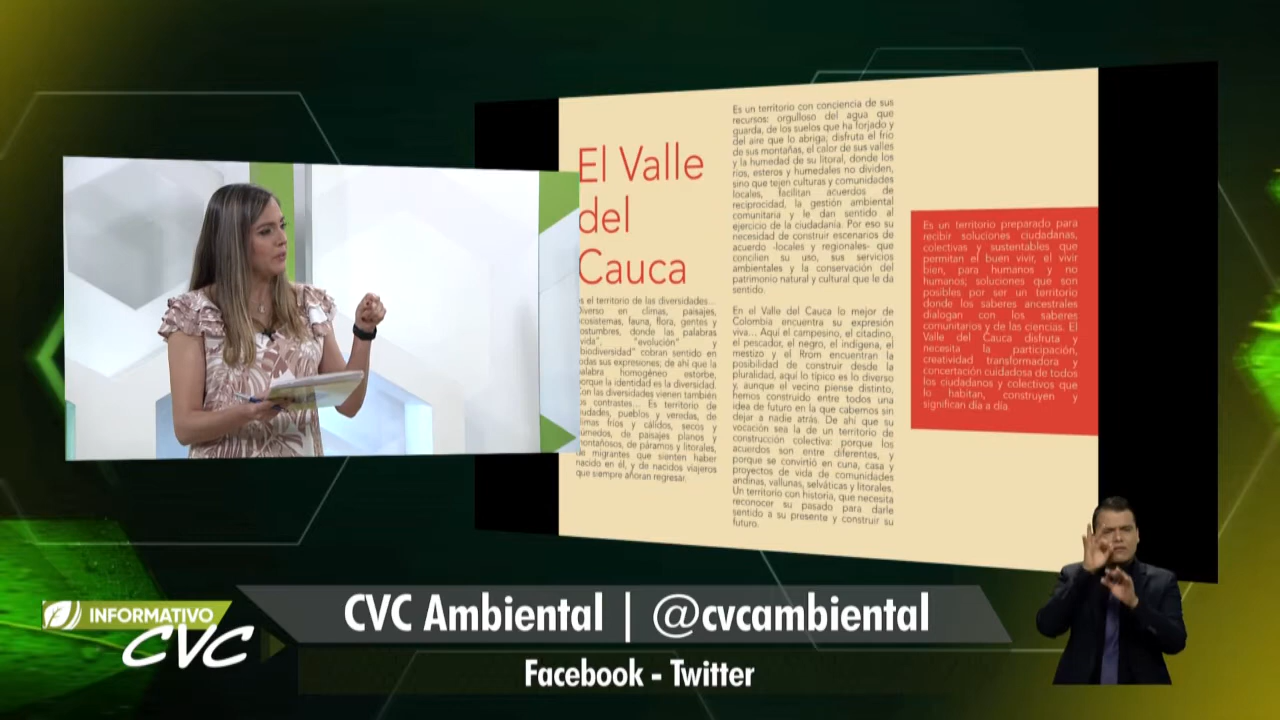 El Valle
del
Cauca
es el territorio de las diversidades...
Diverso en climas, paisajes,
ecosistemas, fauna, flora, gentes y
costumbres, donde las palabras
"vida", "evolución" y
"biodiversidad" cobran sentido en
todas sus expresiones; de ahí que la
palabra homogéneo estorbe,
porque la identidad es la diversidad.
Con las diversidades vienen también
los contrastes... Es territorio de
ciudades, pueblos y veredas, de
climas fríos y cálidos, secos y
húmedos, de paisajes planos y
montañosos, de páramos y litorales,
de migrantes que sienten haber
nacido en él, y de nacidos viajeros
que siempre añoran regresar.
Es un territorio con conciencia de sus
recursos: orgulloso del agua que
guarda, de los suelos que ha forjado y
del aire que lo abriga, disfruta el frío
de sus montañas, el calor de sus valles
y la humedad de su litoral, donde los
ríos, esteros y humedales no dividen,
sino que tejen culturas y comunidades
locales, facilitan acuerdos de
reciprocidad, la gestión ambiental
comunitaria y le dan sentido al
ejercicio de la ciudadanía. Por eso su
necesidad de construir escenarios de
acuerdo -locales y regionales- que
concilien su uso, sus servicios
ambientales y la conservación del
patrimonio natural y cultural que le da
sentido.
En el Valle del Cauca lo mejor de
Colombia encuentra su expresión
viva... Aquí el campesino, el citadino,
el pescador, el negro, el indígena, el
mestizo y el Rrom encuentran la
posibilidad de construir desde la
pluralidad, aquí lo típico es lo diverso
y, aunque el vecino piense distinto,
hemos construido entre todos una
idea de futuro en la que cabemos sin
dejar a nadie atrás. De ahí que su
vocación sea la de un territorio de
construcción colectiva: porque los
acuerdos son entre diferentes, y
porque se convirtió en cuna, casa y
proyectos de vida de comunidades
andinas, vallunas, selváticas y litorales.
Un territorio con historia, que necesita
reconocer su pasado para darle
sentido a su presente y construir su
futuro.
Es un territorio preparado para
recibir soluciones ciudadanas,
colectivas y sustentables que
permitan el buen vivir, el vivir
bien, para humanos y no
humanos; soluciones que son
posibles por ser un territorio
donde los saberes ancestrales
dialogan con los saberes
comunitarios y de las ciencias. El
Valle del Cauca disfruta y
necesita la participación,
creatividad transformadora y
concertación cuidadosa de todos
los ciudadanos y colectivos que
lo habitan, construyen y
significan día a día.
INFORMATIVO
CVC
CVC Ambiental | @cvcambiental
Facebook - Twitter